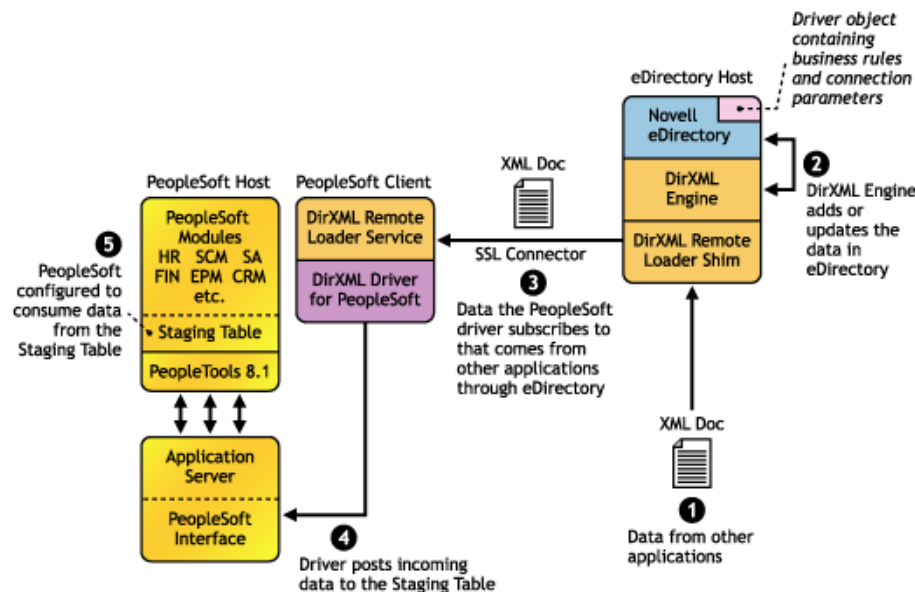 Driver object
containing
business rules
and connection
parameters
eDirectory Host
Novell
eDirectory
DirXML
Engine
DirXML Remote
Loader Shim
2
DirXML Engine
adds or
updates the
data in
eDirectory
XML Doc
SSL Connector
3
Data the PeopleSoft
driver subscribes to
that comes from
other applications
through eDirectory
PeopleSoft Client
DirXML Remote
Loader Service
DirXML Driver
for PeopleSoft
PeopleSoft Host
PeopleSoft
Modules
HR SCM SA
FIN EPM CRM
etc.
Staging Table
PeopleTools 8.1
5
PeopleSoft
configured to
consume data
from the
Staging Table
Application
Server
PeopleSoft
Interface
4
Driver posts incoming
data to the Staging Table
XML Doc
1
Data from other
applications